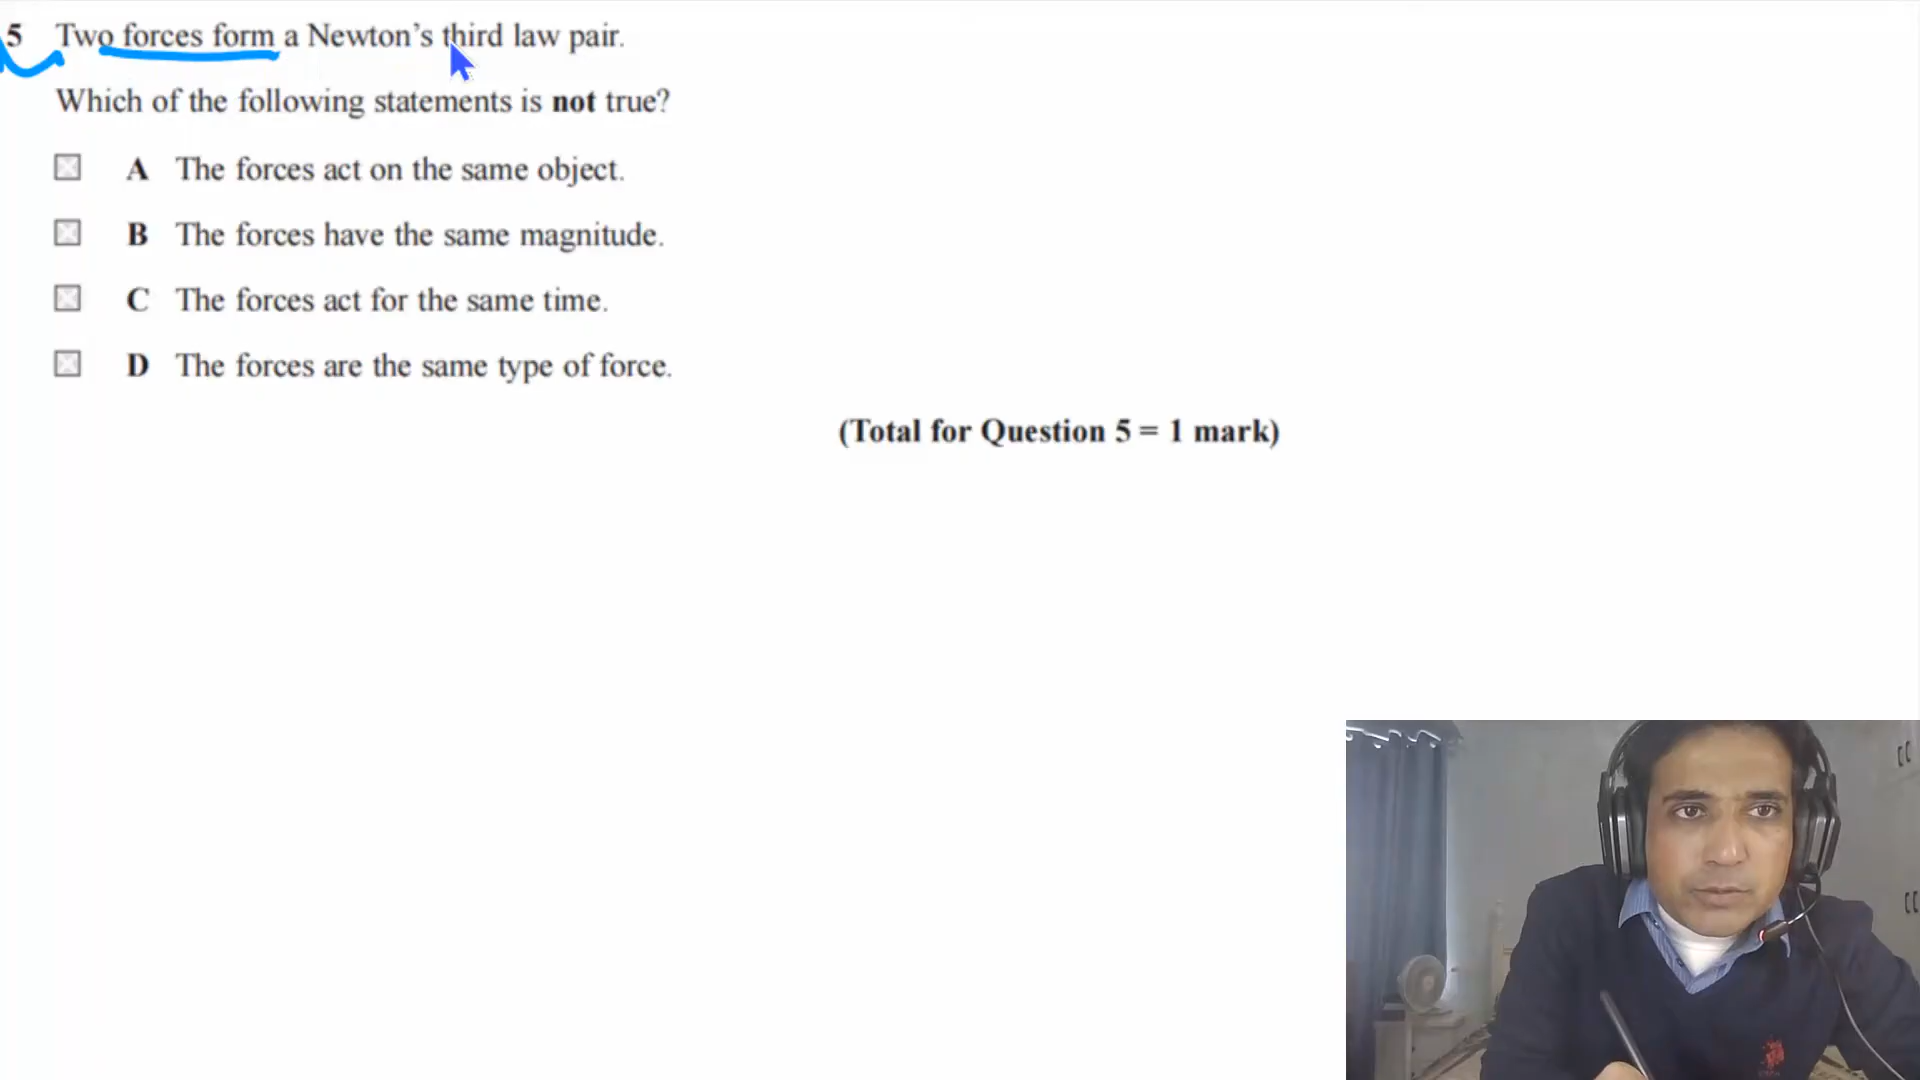 5 Two forces form a Newton's third law pair.
Which of the following statements is not true?
A The forces act on the same object.
B The forces have the same magnitude.
C The forces act for the same time.
D The forces are the same type of force.
(Total for Question 5 = 1 mark)